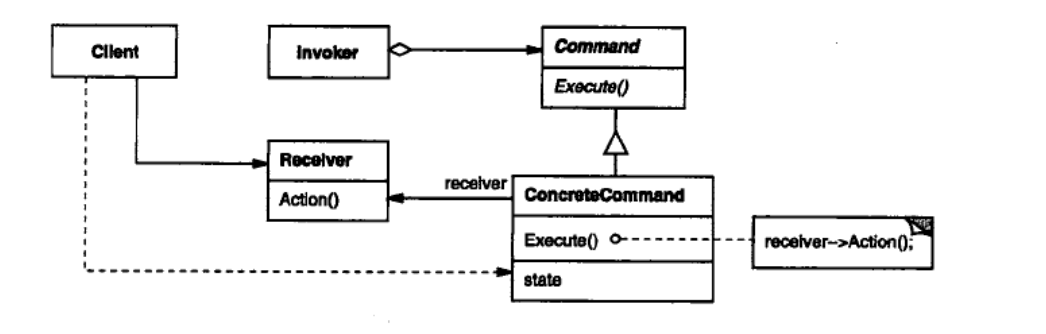 Client
Invoker
Command
Execute()
Receiver
Action()
receiver
ConcreteCommand
Execute()
receiver->Action();
state